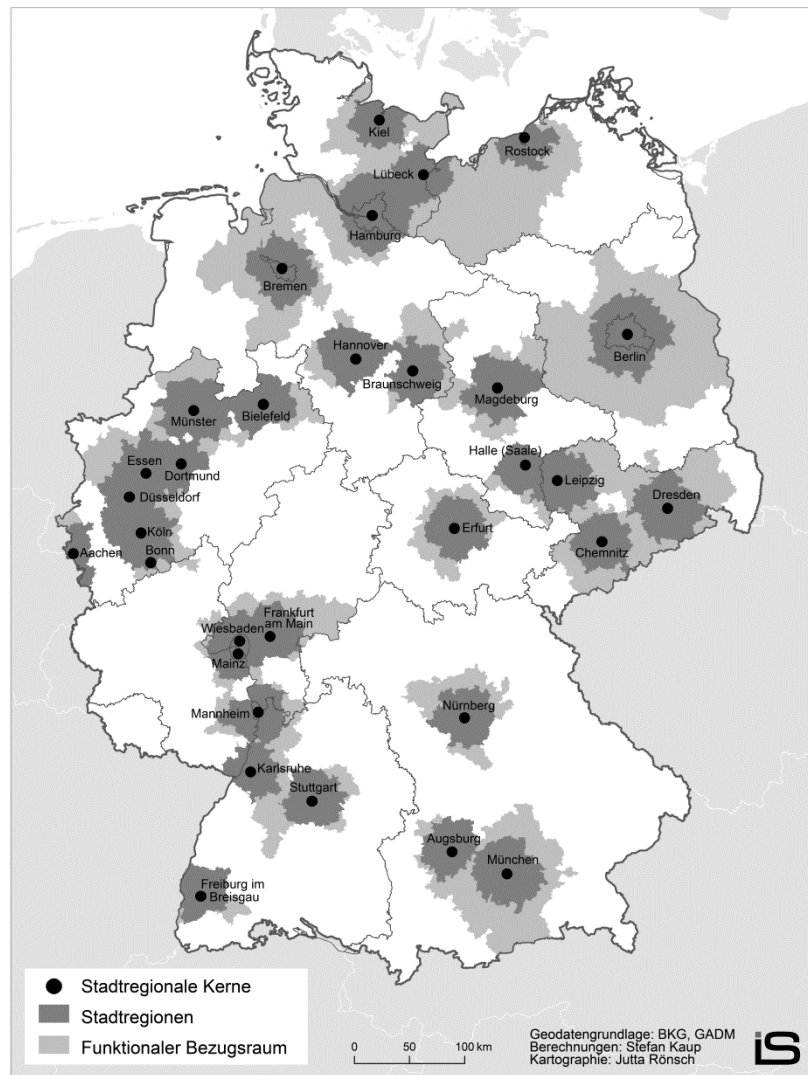 Kiel
Rostock
Lübeck
Hamburg
Bremen
Berlin
Hannover
Braunschweig
Magdeburg
Münster
Bielefeld
Essen
Dortmund
Halle (Saale)
Leipzig
Düsseldorf
Dresden
Köln
Erfurt
Chemnitz
Aachen
Bonn
Frankfurt
am Main
Wiesbaden
Mainz
Mannheim
Nürnberg
Karlsruhe
Stuttgart
Augsburg
München
Freiburg im
Breisgau
Stadtregionale Kerne
Stadtregionen
Funktionaler Bezugsraum
0 50 100 km
Geodatengrundlage: BKG, GADM
Berechnungen: Stefan Kaup
Kartographie: Jutta Rönsch
ILS